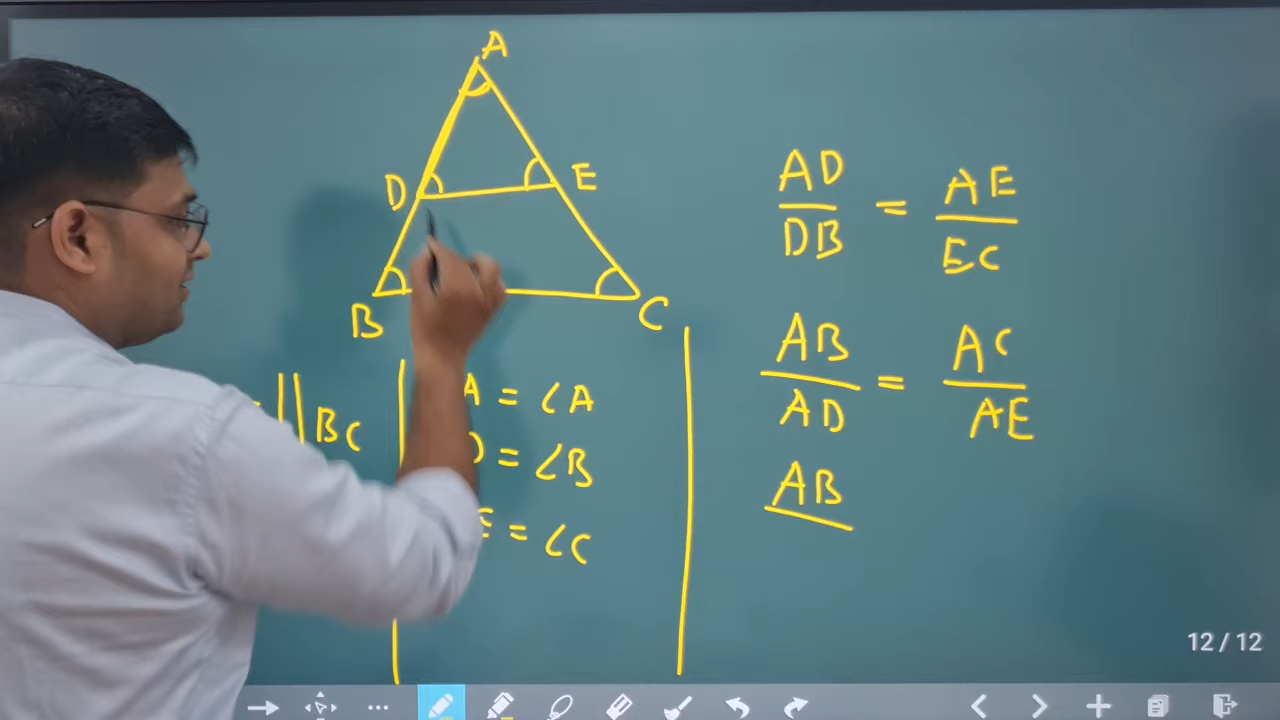 A
D E
B C
AD/DB = AE/EC
AB/AD = AC/AE
AB
|| BC
A = ∠A
= ∠B
= ∠C
12 / 12